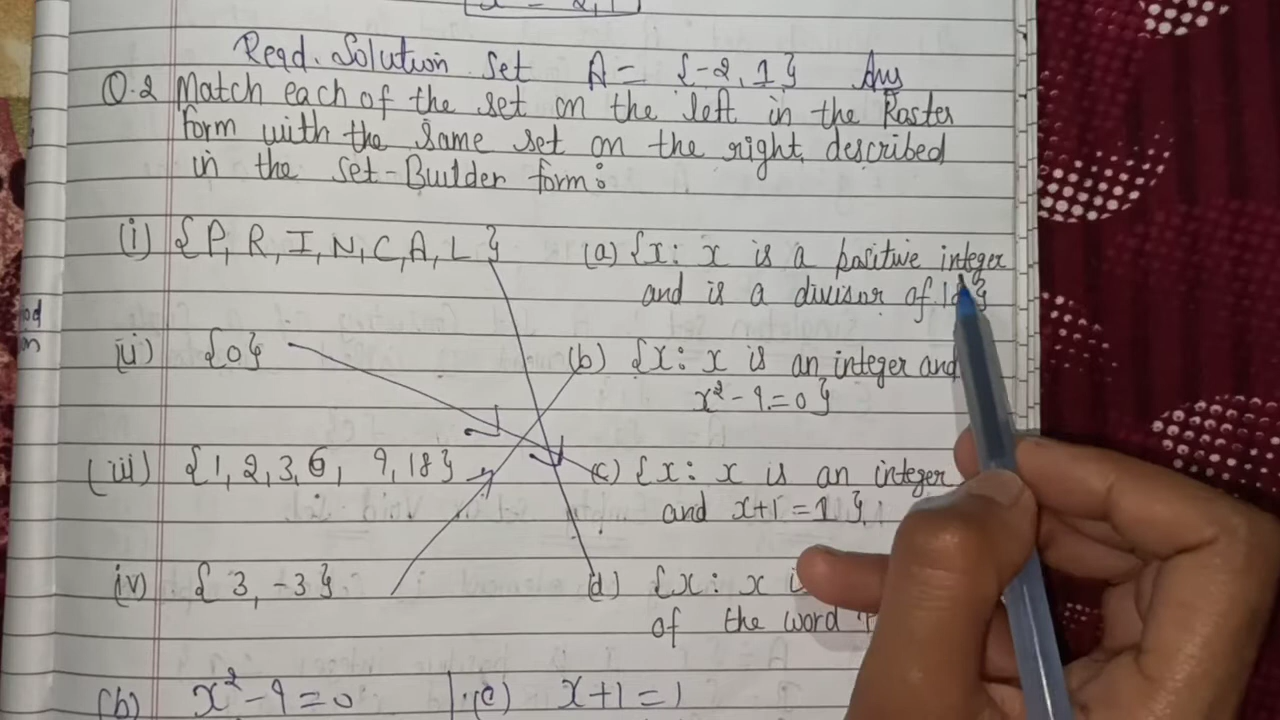 Read. Solution Set A = {-2, 1} Ans
Q.2 Match each of the set on the left in the Roster
form with the same set on the right described
in the set-Builder form:
(i) {P, R, I, N, C, A, L} (a) {x: x is a positive integer
and is a divisor of 18}
(ii) {0} (b) {x: x is an integer and
x² - 9 = 0}
(iii) {1, 2, 3, 6, 9, 18} (c) {x: x is an integer
and x+1 = 1}.
(iv) {3, -3} (d) {x: x
of the word
(b) x² - 9 = 0 (c) x+1 = 1